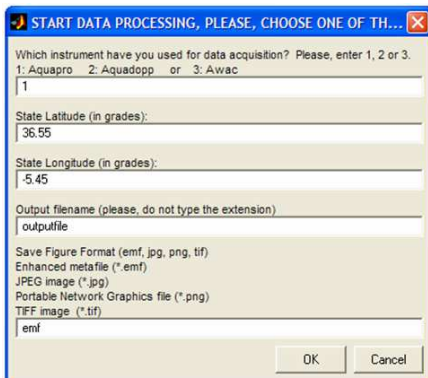 START DATA PROCESSING, PLEASE, CHOOSE ONE OF TH...
Which instrument have you used for data acquisition? Please, enter 1, 2 or 3.
1: Aquapro 2: Aquadopp or 3: Awac
1
State Latitude (in grades):
36.55
State Longitude (in grades):
-5.45
Output filename (please, do not type the extension)
outputfile
Save Figure Format (emf, jpg, png, tif)
Enhanced metafile (*.emf)
JPEG image (*.jpg)
Portable Network Graphics file (*.png)
TIFF image (*.tif)
emf
OK Cancel